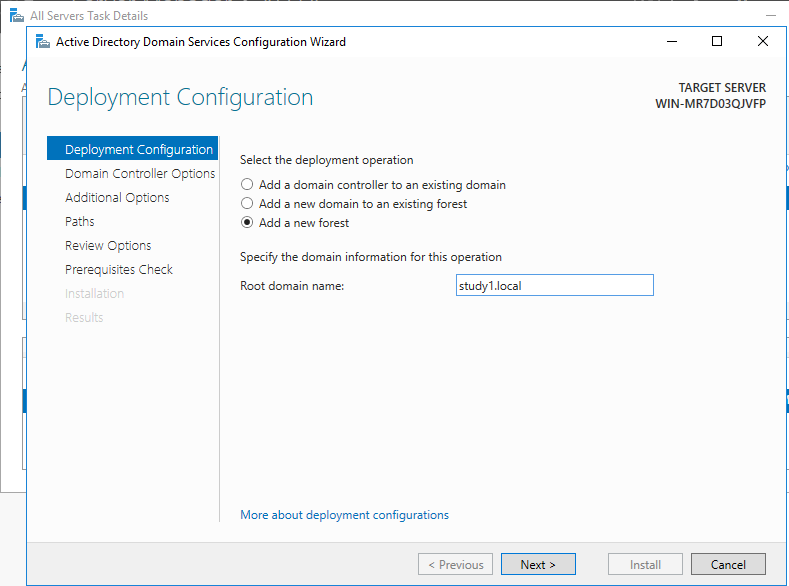 All Servers Task Details
Active Directory Domain Services Configuration Wizard
Deployment Configuration
TARGET SERVER
WIN-MR7D03QJVFP
Deployment Configuration
Domain Controller Options
Additional Options
Paths
Review Options
Prerequisites Check
Installation
Results
Select the deployment operation
Add a domain controller to an existing domain
Add a new domain to an existing forest
Add a new forest
Specify the domain information for this operation
Root domain name: study1.local
More about deployment configurations
< Previous Next > Install Cancel